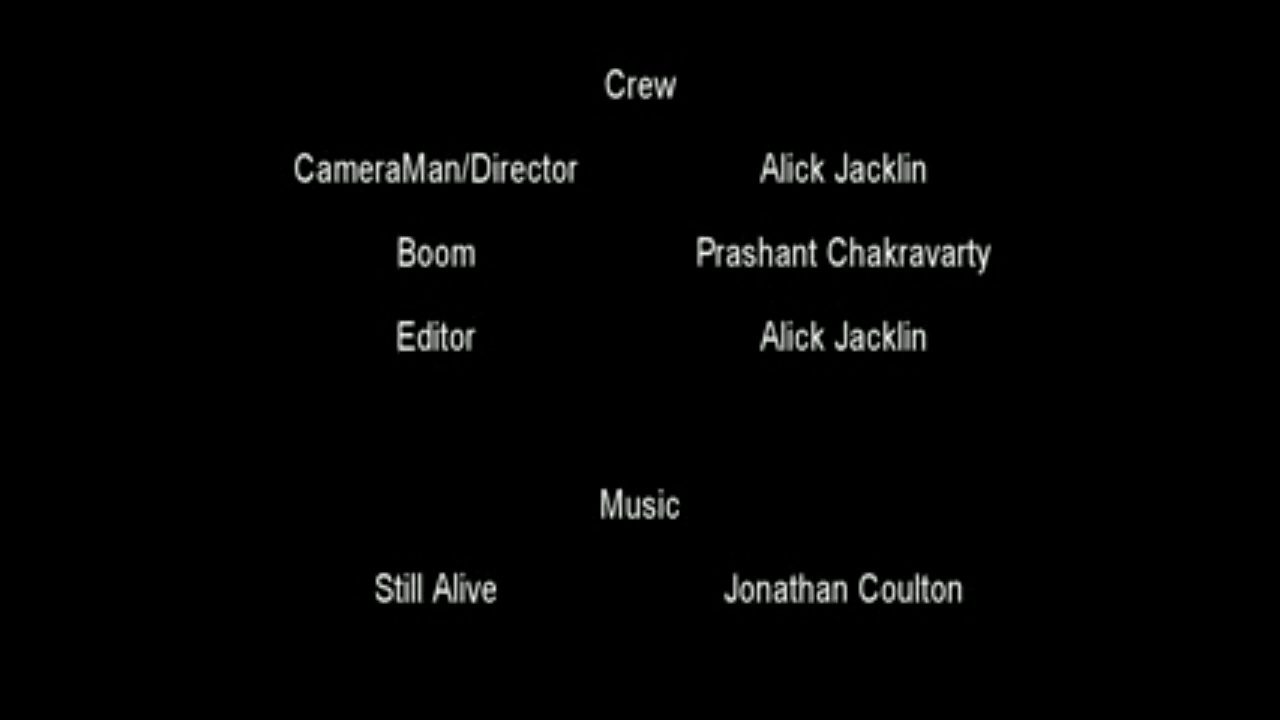 Crew
CameraMan/Director Alick Jacklin
Boom Prashant Chakravarty
Editor Alick Jacklin
Music
Still Alive Jonathan Coulton